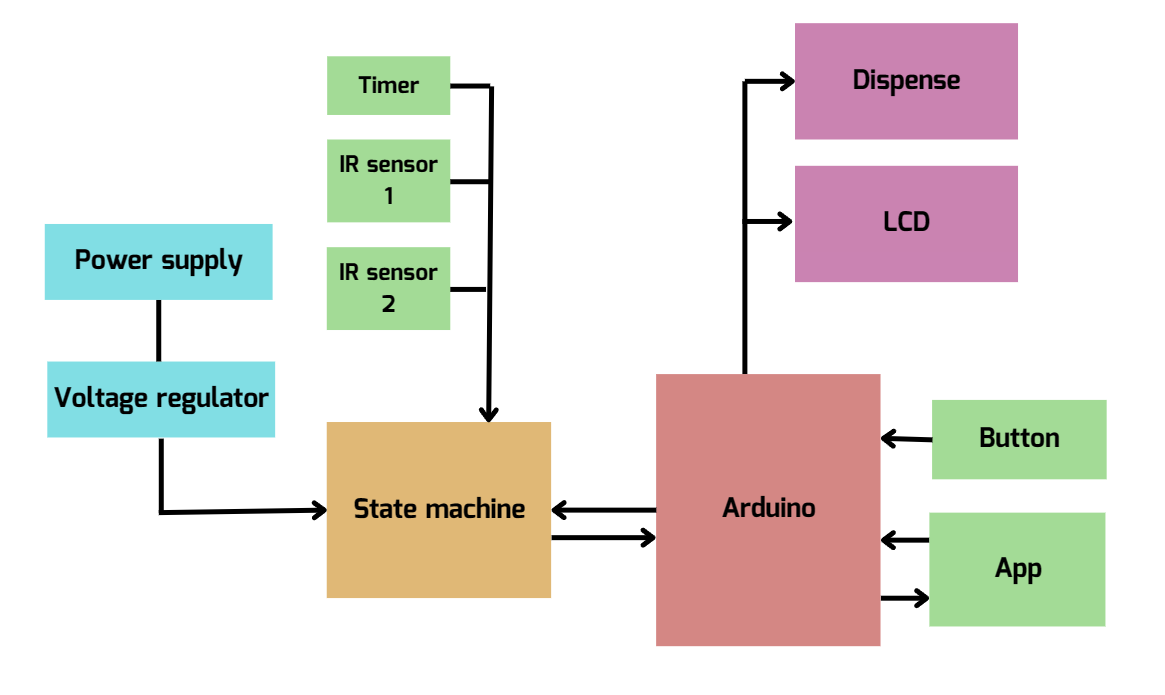 Timer
IR sensor
1
IR sensor
2
Power supply
Voltage regulator
State machine
Dispense
LCD
Arduino
Button
App